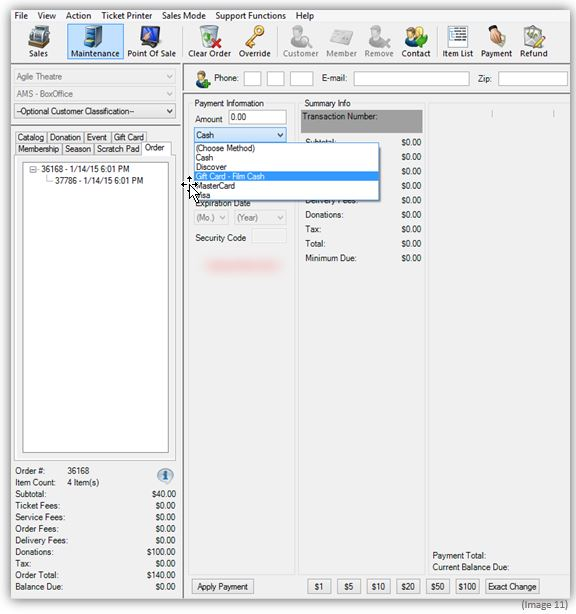 File View Action Ticket Printer Sales Mode Support Functions Help
Sales Maintenance Point Of Sale Clear Order Override Customer Member Remove Contact Item List Payment Refund
Agile Theatre
AMS - BoxOffice
--Optional Customer Classification--
Phone: E-mail: Zip:
Catalog Donation Event Gift Card
Membership Season Scratch Pad Order
36168 - 1/14/15 6:01 PM
37786 - 1/14/15 6:01 PM
Order #: 36168
Item Count: 4 Item(s)
Subtotal: $40.00
Ticket Fees: $0.00
Service Fees: $0.00
Order Fees: $0.00
Delivery Fees: $0.00
Donations: $100.00
Tax: $0.00
Order Total: $140.00
Balance Due: $0.00
Payment Information
Amount 0.00
Cash
(Choose Method)
Cash
Discover
Gift Card - Film Cash
MasterCard
Visa
Expiration Date
(Mo.) (Year)
Security Code
Summary Info
Transaction Number:
Subtotal: $0.00
$0.00
$0.00
$0.00
Delivery Fees: $0.00
Donations: $0.00
Tax: $0.00
Total: $0.00
Minimum Due: $0.00
Payment Total:
Current Balance Due:
Apply Payment $1 $5 $10 $20 $50 $100 Exact Change
(Image 11)